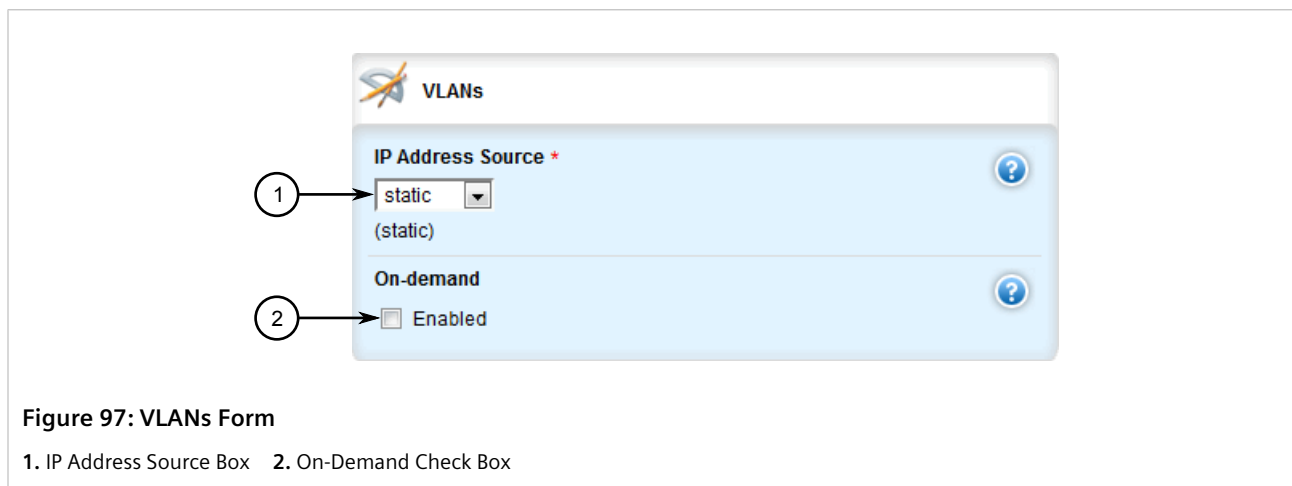 VLANs
IP Address Source *
?
1
static
(static)
On-demand
?
2
Enabled
Figure 97: VLANs Form
1. IP Address Source Box 2. On-Demand Check Box